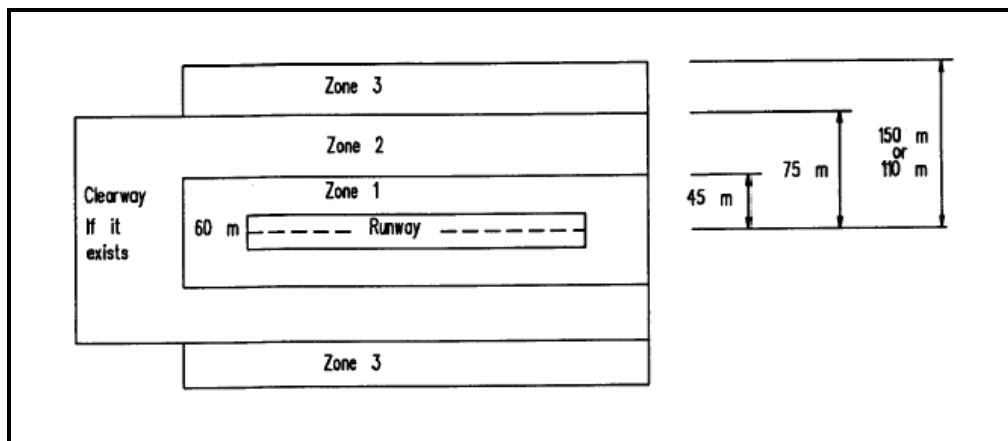 Zone 3
Zone 2
Zone 1
Clearway
If it
exists
60 m
Runway
Zone 3
45 m
75 m
150 m
or
110 m